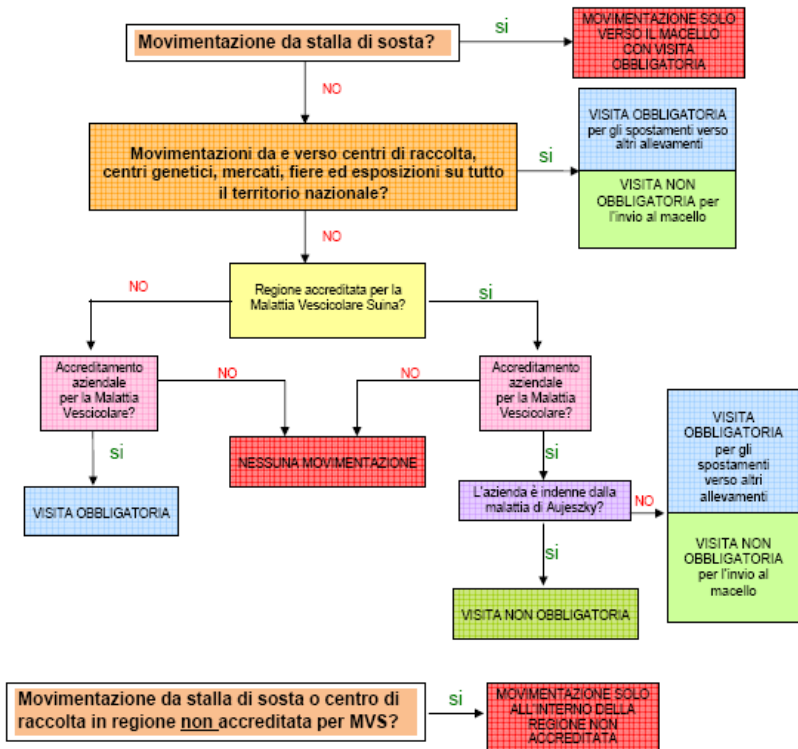 Movimentazione da stalla di sosta?
si
MOVIMENTAZIONE SOLO
VERSO IL MACELLO
CON VISITA
OBBLIGATORIA
NO
Movimentazioni da e verso centri di raccolta,
centri genetici, mercati, fiere ed esposizioni su tutto
il territorio nazionale?
si
VISITA OBBLIGATORIA
per gli spostamenti verso
altri allevamenti
VISITA NON
OBBLIGATORIA per
l'invio al macello
NO
Regione accreditata per la
Malattia Vescicolare Suina?
NO
si
Accreditamento
aziendale
per la Malattia
Vescicolare?
NO
si
VISITA OBBLIGATORIA
NESSUNA MOVIMENTAZIONE
NO
Accreditamento
aziendale
per la Malattia
Vescicolare?
si
L'azienda è indenne dalla
malattia di Aujeszky?
NO
VISITA
OBBLIGATORIA
per gli
spostamenti
verso altri
allevamenti
VISITA NON
OBBLIGATORIA
per l'invio al
macello
si
VISITA NON OBBLIGATORIA
Movimentazione da stalla di sosta o centro di
raccolta in regione non accreditata per MVS?
si
MOVIMENTAZIONE SOLO
ALL'INTERNO DELLA
REGIONE NON
ACCREDITATA